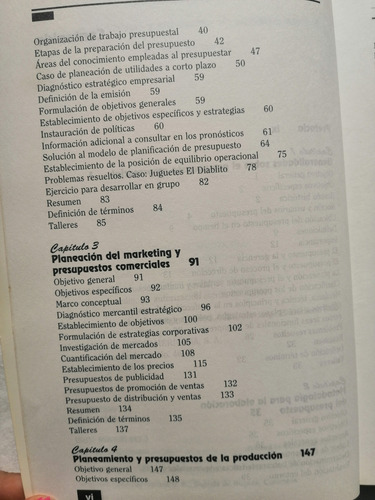 Organización de trabajo presupuestal 40
Etapas de la preparación del presupuesto 42
Áreas del conocimiento empleadas al presupuestar 47
Caso de planeación de utilidades a corto plazo 50
Diagnóstico estratégico empresarial 59
Definición de la emisión 59
Formulación de objetivos generales 59
Establecimiento de objetivos específicos y estrategias 60
Instauración de políticas 60
Información adicional a consultar en los pronósticos 61
Solución al modelo de planificación de presupuesto 64
Establecimiento de la posición de equilibrio operacional 75
Problemas resueltos. Caso: Juguetes El Diablito 78
Ejercicio para desarrollar en grupo 82
Resumen 83
Definición de términos 84
Talleres 85
Capítulo 3
Planeación del marketing y
presupuestos comerciales 91
Objetivo general 91
Objetivos específicos 92
Marco conceptual 93
Diagnóstico mercantil estratégico 96
Establecimiento de objetivos 100
Formulación de estrategias corporativas 102
Investigación de mercados 105
Cuantificación del mercado 108
Establecimiento de los precios 115
Presupuestos de publicidad 131
Presupuestos de promoción de ventas 132
Presupuesto de distribución y ventas 133
Resumen 134
Definición de términos 135
Talleres 137
Capítulo 4
Planeamiento y presupuestos de la producción 147
Objetivo general 147
Objetivos específicos 148
vi